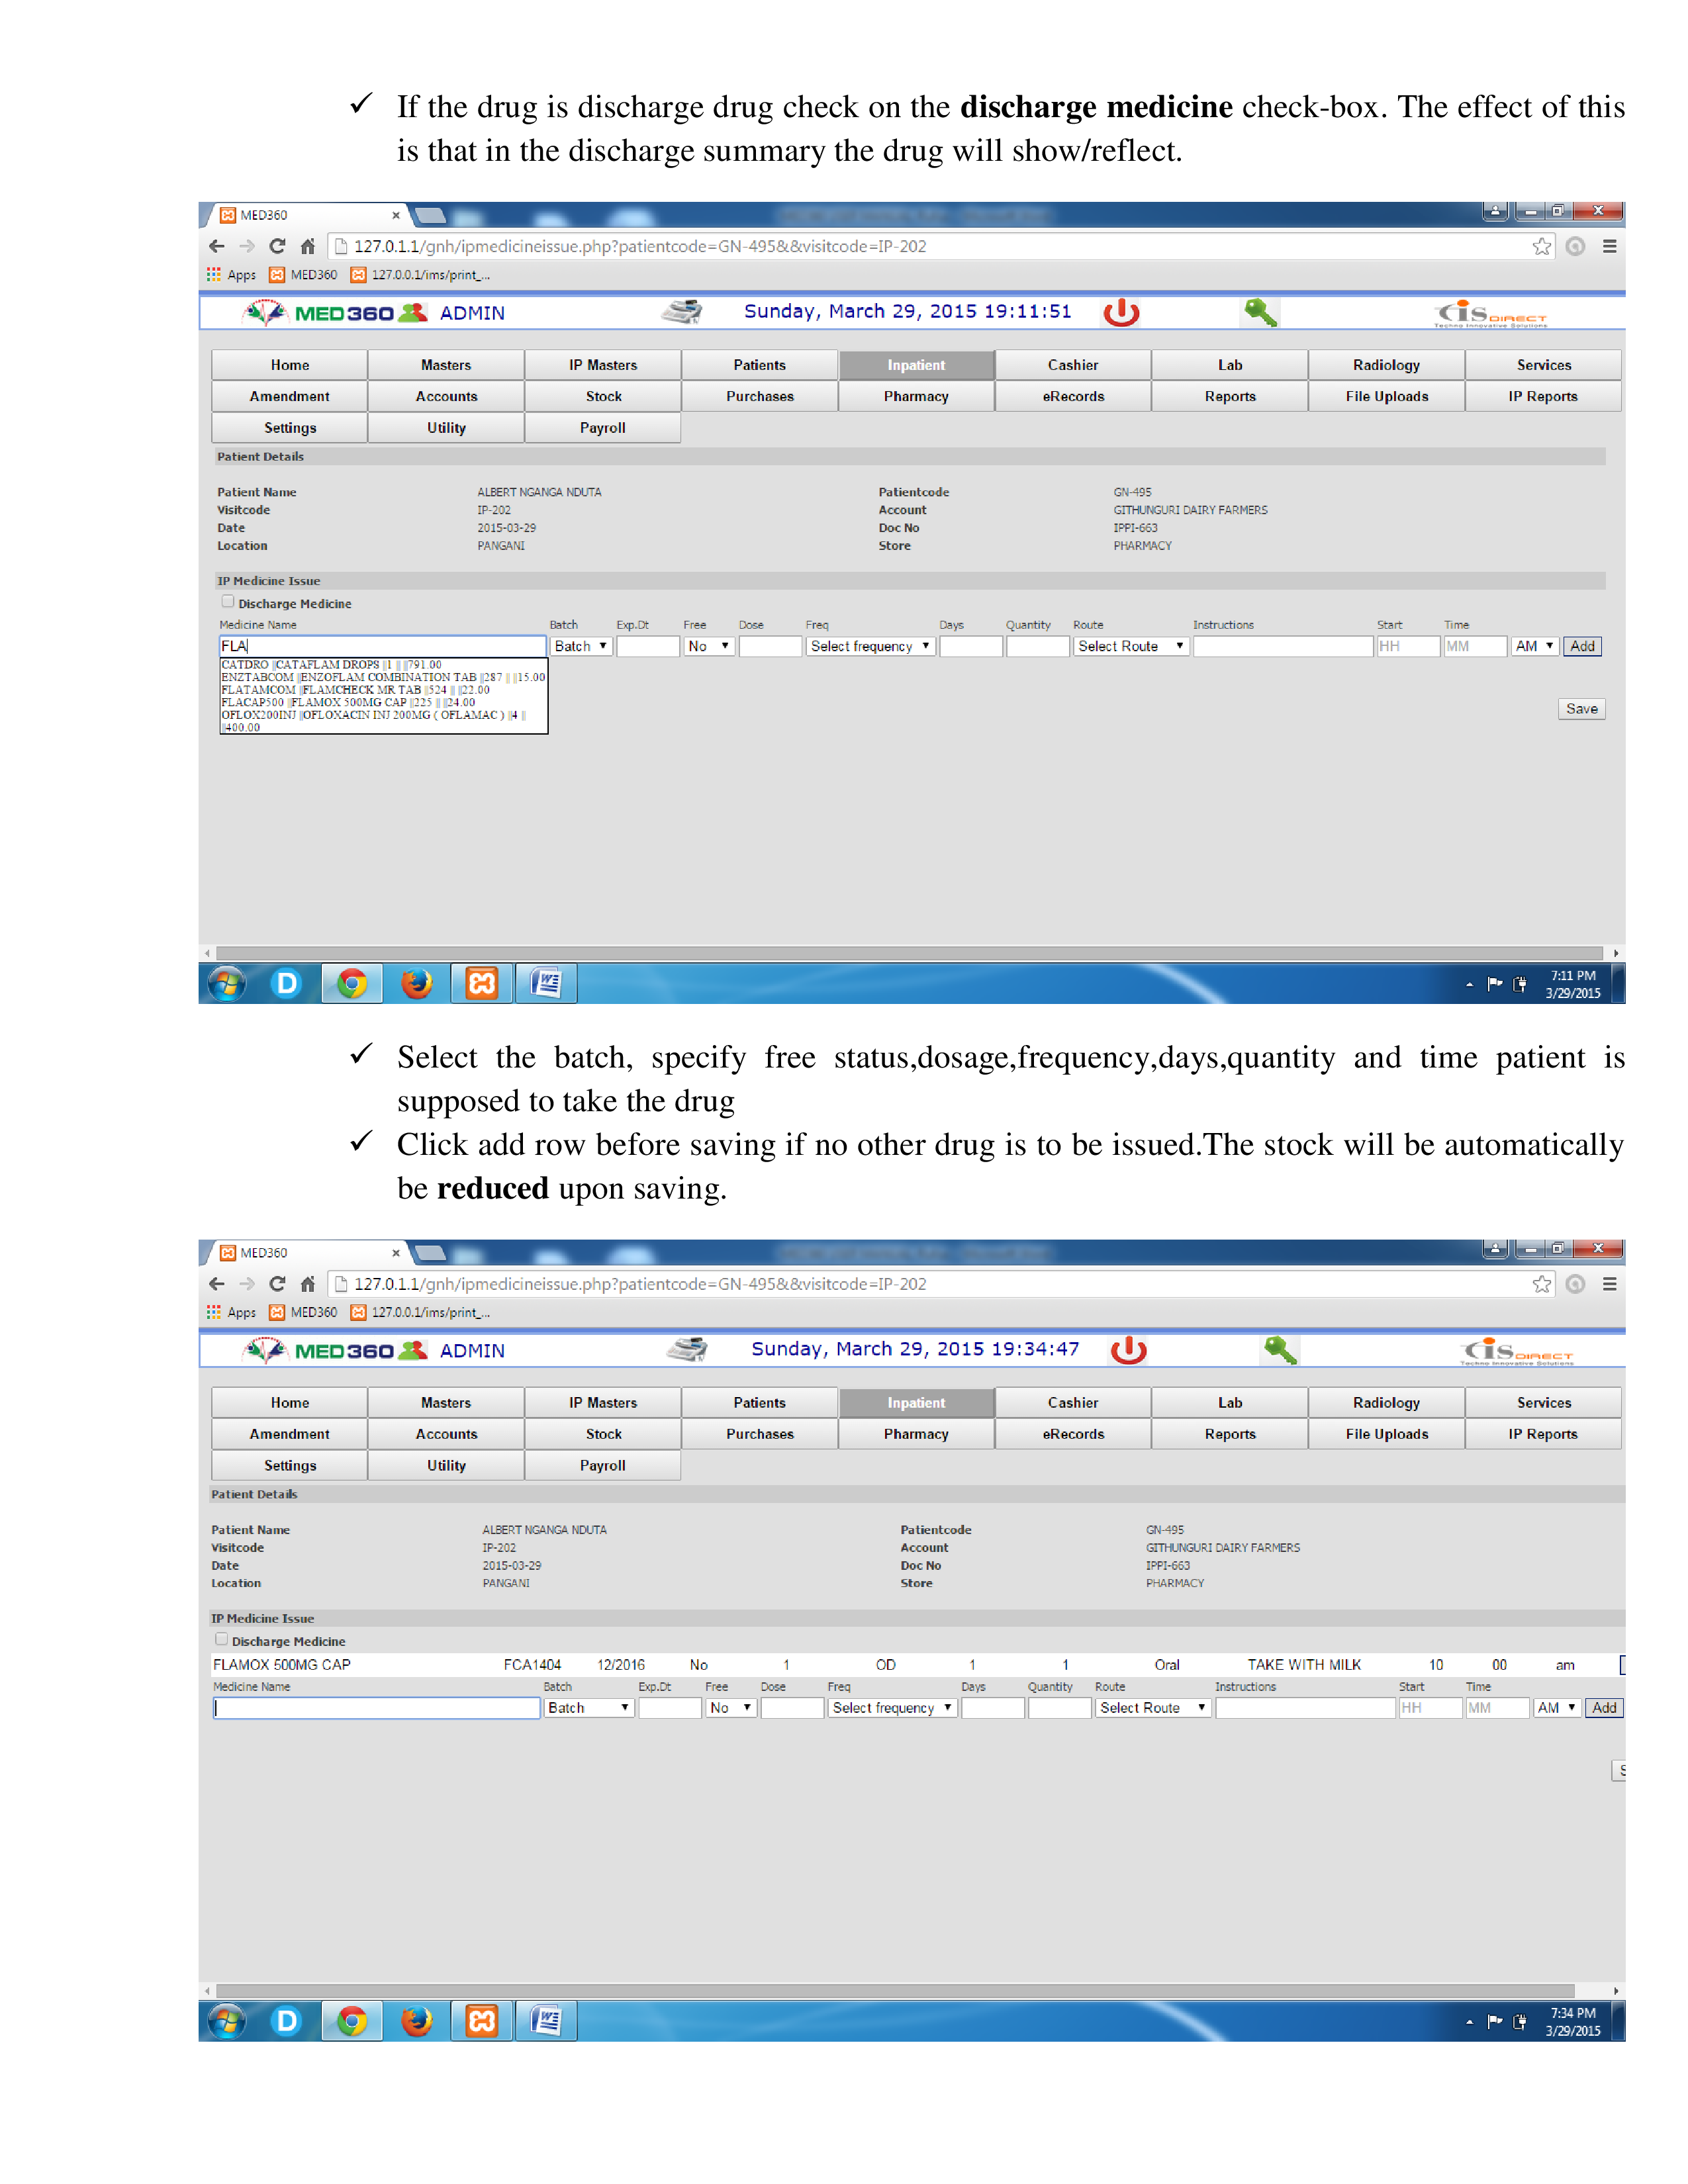 ✓ If the drug is discharge drug check on the discharge medicine check-box. The effect of this
is that in the discharge summary the drug will show/reflect.
MED360
127.0.1.1/gnh/ipmedicineissue.php?patientcode=GN-495&&visitcode=IP-202
Apps MED360 127.0.0.1/ims/print_...
MED360 ADMIN Sunday, March 29, 2015 19:11:51 CIS DIRECT
Techno Innovative Solutions
Home Masters IP Masters Patients Inpatient Cashier Lab Radiology Services
Amendment Accounts Stock Purchases Pharmacy eRecords Reports File Uploads IP Reports
Settings Utility Payroll
Patient Details
Patient Name ALBERT NGANGA NDUTA Patientcode GN-495
Visitcode IP-202 Account GITHUNGURI DAIRY FARMERS
Date 2015-03-29 Doc No IPPI-663
Location PANGANI Store PHARMACY
IP Medicine Issue
Discharge Medicine
Medicine Name Batch Exp.Dt Free Dose Freq Days Quantity Route Instructions Start Time
FLA Batch No Select frequency Select Route HH MM AM Add
CATDRO ||CATAFLAM DROPS ||1 || ||791.00
ENZTABCOM ||ENZOFLAM COMBINATION TAB ||287 || ||15.00
FLATAMCOM ||FLAMCHECK MR TAB ||524 || ||22.00
FLACAP500 ||FLAMOX 500MG CAP ||225 || ||24.00
OFLOX200INJ ||OFLOXACIN INJ 200MG ( OFLAMAC ) ||4 ||
||400.00
Save
7:11 PM
3/29/2015
✓ Select the batch, specify free status,dosage,frequency,days,quantity and time patient is
supposed to take the drug
✓ Click add row before saving if no other drug is to be issued.The stock will be automatically
be reduced upon saving.
MED360
127.0.1.1/gnh/ipmedicineissue.php?patientcode=GN-495&&visitcode=IP-202
Apps MED360 127.0.0.1/ims/print_...
MED360 ADMIN Sunday, March 29, 2015 19:34:47 CIS DIRECT
Techno Innovative Solutions
Home Masters IP Masters Patients Inpatient Cashier Lab Radiology Services
Amendment Accounts Stock Purchases Pharmacy eRecords Reports File Uploads IP Reports
Settings Utility Payroll
Patient Details
Patient Name ALBERT NGANGA NDUTA Patientcode GN-495
Visitcode IP-202 Account GITHUNGURI DAIRY FARMERS
Date 2015-03-29 Doc No IPPI-663
Location PANGANI Store PHARMACY
IP Medicine Issue
Discharge Medicine
FLAMOX 500MG CAP FCA1404 12/2016 No 1 OD 1 1 Oral TAKE WITH MILK 10 00 am
Medicine Name Batch Exp.Dt Free Dose Freq Days Quantity Route Instructions Start Time
Batch No Select frequency Select Route HH MM AM Add
S
7:34 PM
3/29/2015